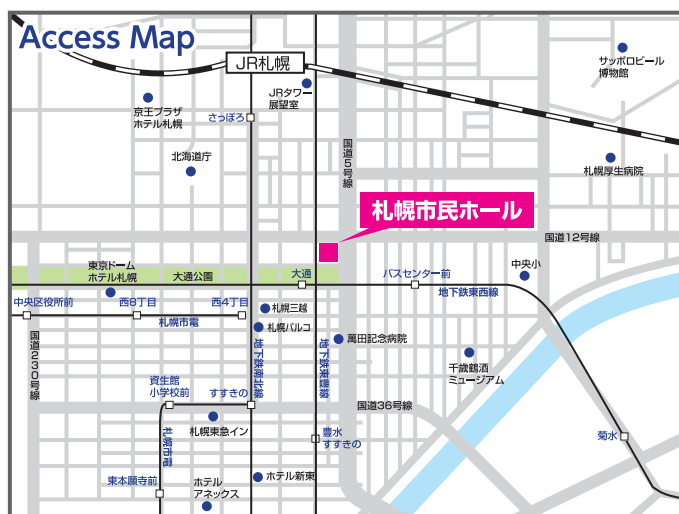 Access Map
JR札幌
サッポロビール
博物館
JRタワー
展望室
京王プラザ
ホテル札幌
さっぽろ
国道5号線
北海道庁
札幌厚生病院
札幌市民ホール
国道12号線
東京ドーム
ホテル札幌
大通公園
大通
バスセンター前
中央小
地下鉄東西線
中央区役所前
西8丁目
西4丁目
札幌三越
札幌市電
札幌パルコ
国道230号線
地下鉄南北線
地下鉄東豊線
萬田記念病院
千歳鶴酒
ミュージアム
資生館
小学校前
すすきの
国道36号線
札幌東急イン
札幌市電
豊水
すすきの
菊水
東本願寺前
ホテル
アネックス
ホテル新東